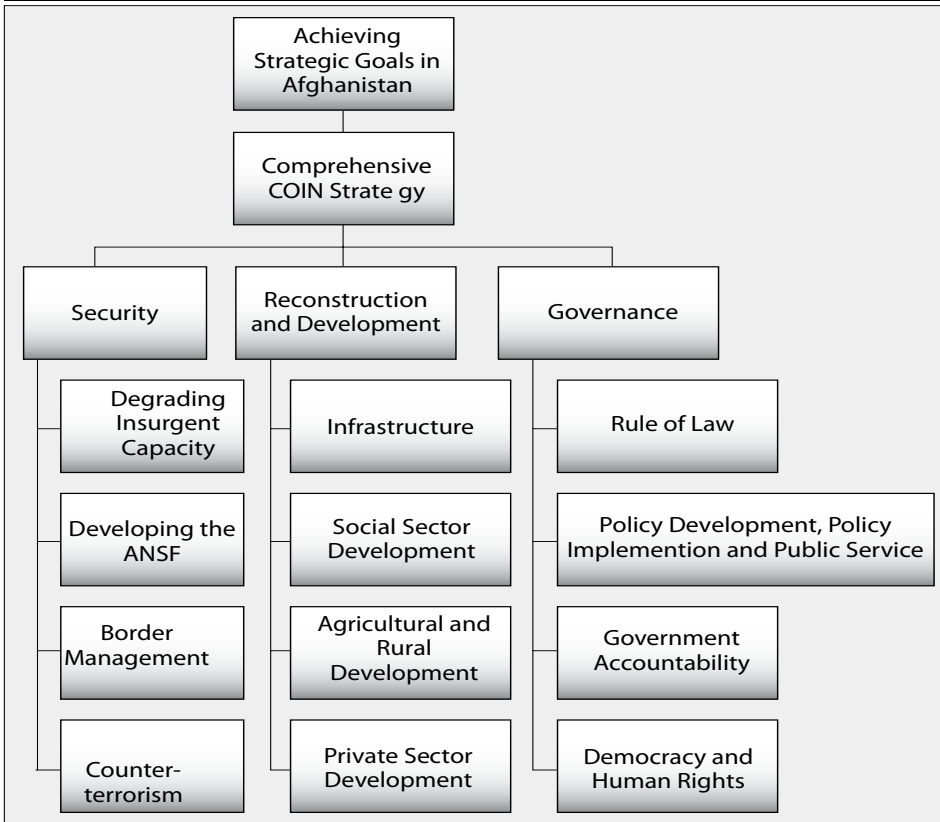 Achieving
Strategic Goals in
Afghanistan
Comprehensive
COIN Strate gy
Security
Reconstruction
and Development
Governance
Degrading
Insurgent
Capacity
Infrastructure
Rule of Law
Developing the
ANSF
Social Sector
Development
Policy Development, Policy
Implemention and Public Service
Border
Management
Agricultural and
Rural
Development
Government
Accountability
Counter-
terrorism
Private Sector
Development
Democracy and
Human Rights